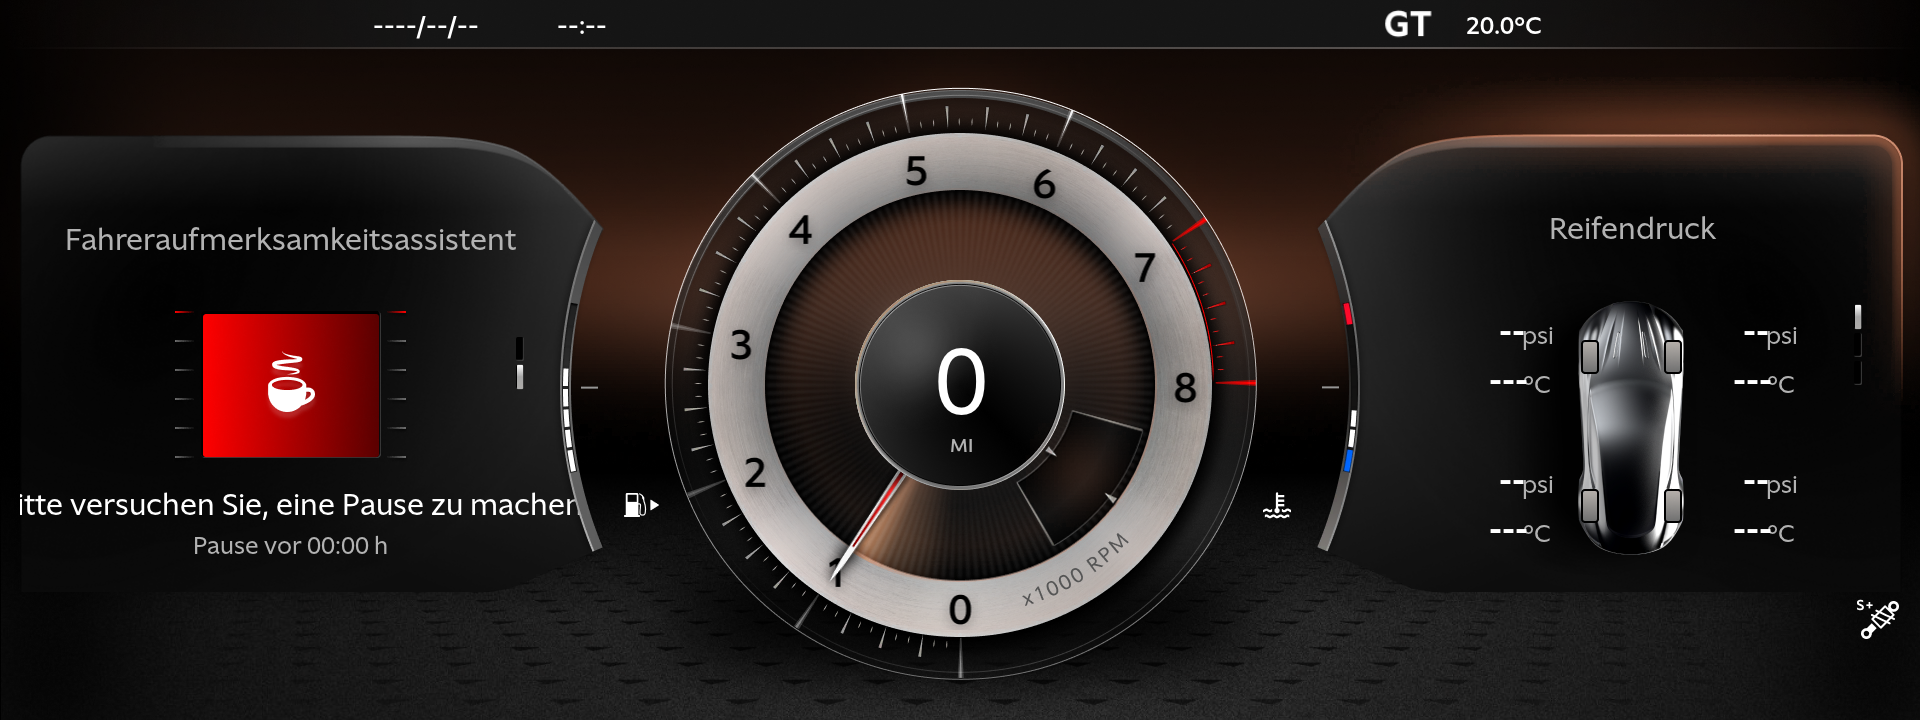 ----/--/--
--:--
GT
20.0°C
Fahreraufmerksamkeitsassistent
itte versuchen Sie, eine Pause zu machen
Pause vor 00:00 h
0
1
2
3
4
5
6
7
8
x1000 RPM
0
MI
Reifendruck
--psi
--psi
---°C
---°C
--psi
--psi
---°C
---°C
S+